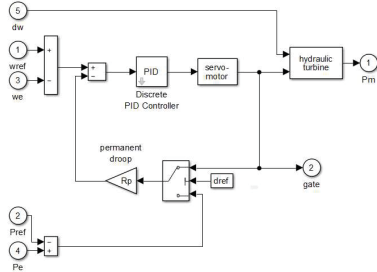 5
dw
1
wref
+
−
3
we
+
−
PID
Discrete
PID Controller
servo-
motor
hydraulic
turbine
1
Pm
permanent
droop
Rp
dref
2
gate
2
Pref
−
+
4
Pe